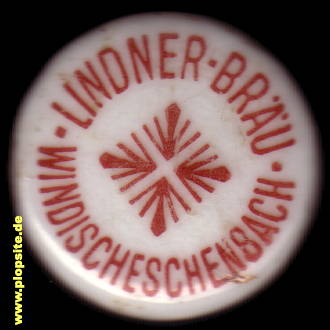 - LINDNER-BRÄU -
WINDISCHESCHENBACH
www.plopsite.de